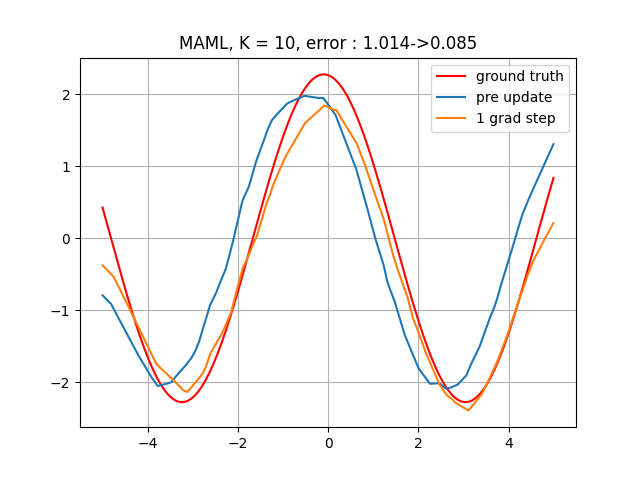 MAML, K = 10, error : 1.014->0.085
ground truth
pre update
1 grad step
2
1
0
−1
−2
−4
−2
0
2
4